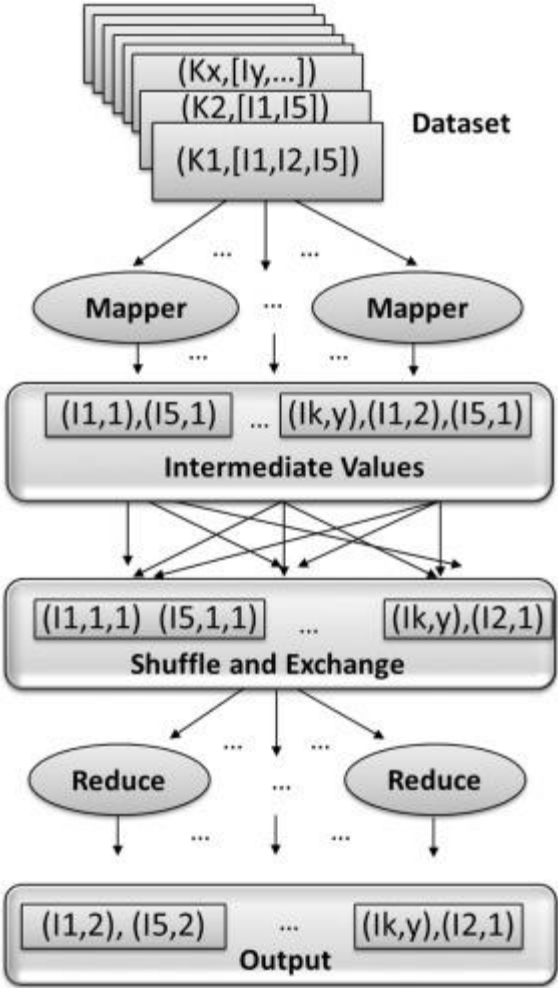 (Kx,[Iy,...])
(K2,[I1,I5])
(K1,[I1,I2,I5])
Dataset
... ...
Mapper ... Mapper
... ...
(I1,1),(I5,1) ... (Ik,y),(I1,2),(I5,1)
Intermediate Values
(I1,1,1) (I5,1,1) ... (Ik,y),(I2,1)
Shuffle and Exchange
... ...
Reduce ... Reduce
... ...
(I1,2), (I5,2) ... (Ik,y),(I2,1)
Output